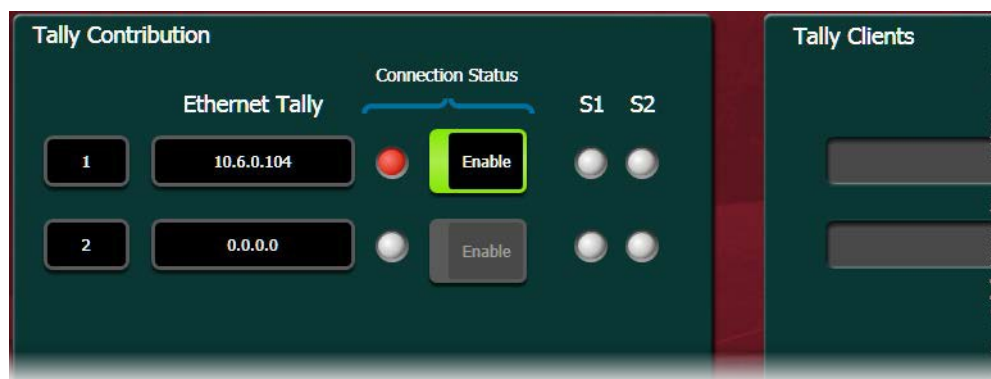 Tally Contribution
Tally Clients
Connection Status
Ethernet Tally
S1 S2
1 10.6.0.104 Enable
2 0.0.0.0 Enable